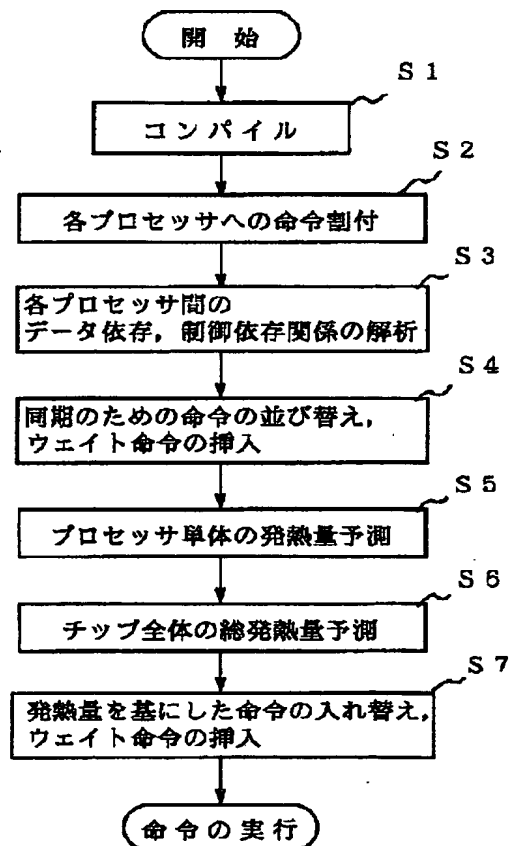 開 始
S1
コンパイル
S2
各プロセッサへの命令割付
S3
各プロセッサ間の
データ依存,制御依存関係の解析
S4
同期のための命令の並び替え,
ウェイト命令の挿入
S5
プロセッサ単体の発熱量予測
S6
チップ全体の総発熱量予測
S7
発熱量を基にした命令の入れ替え,
ウェイト命令の挿入
命令の実行